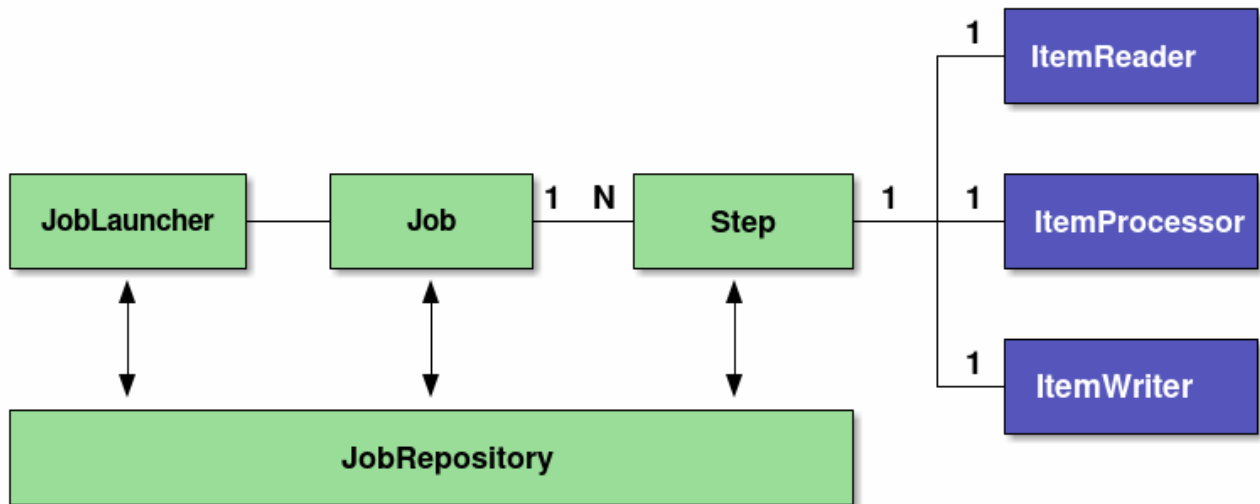 1
ItemReader
JobLauncher
Job
1 N
Step
1
1
ItemProcessor
1
ItemWriter
JobRepository